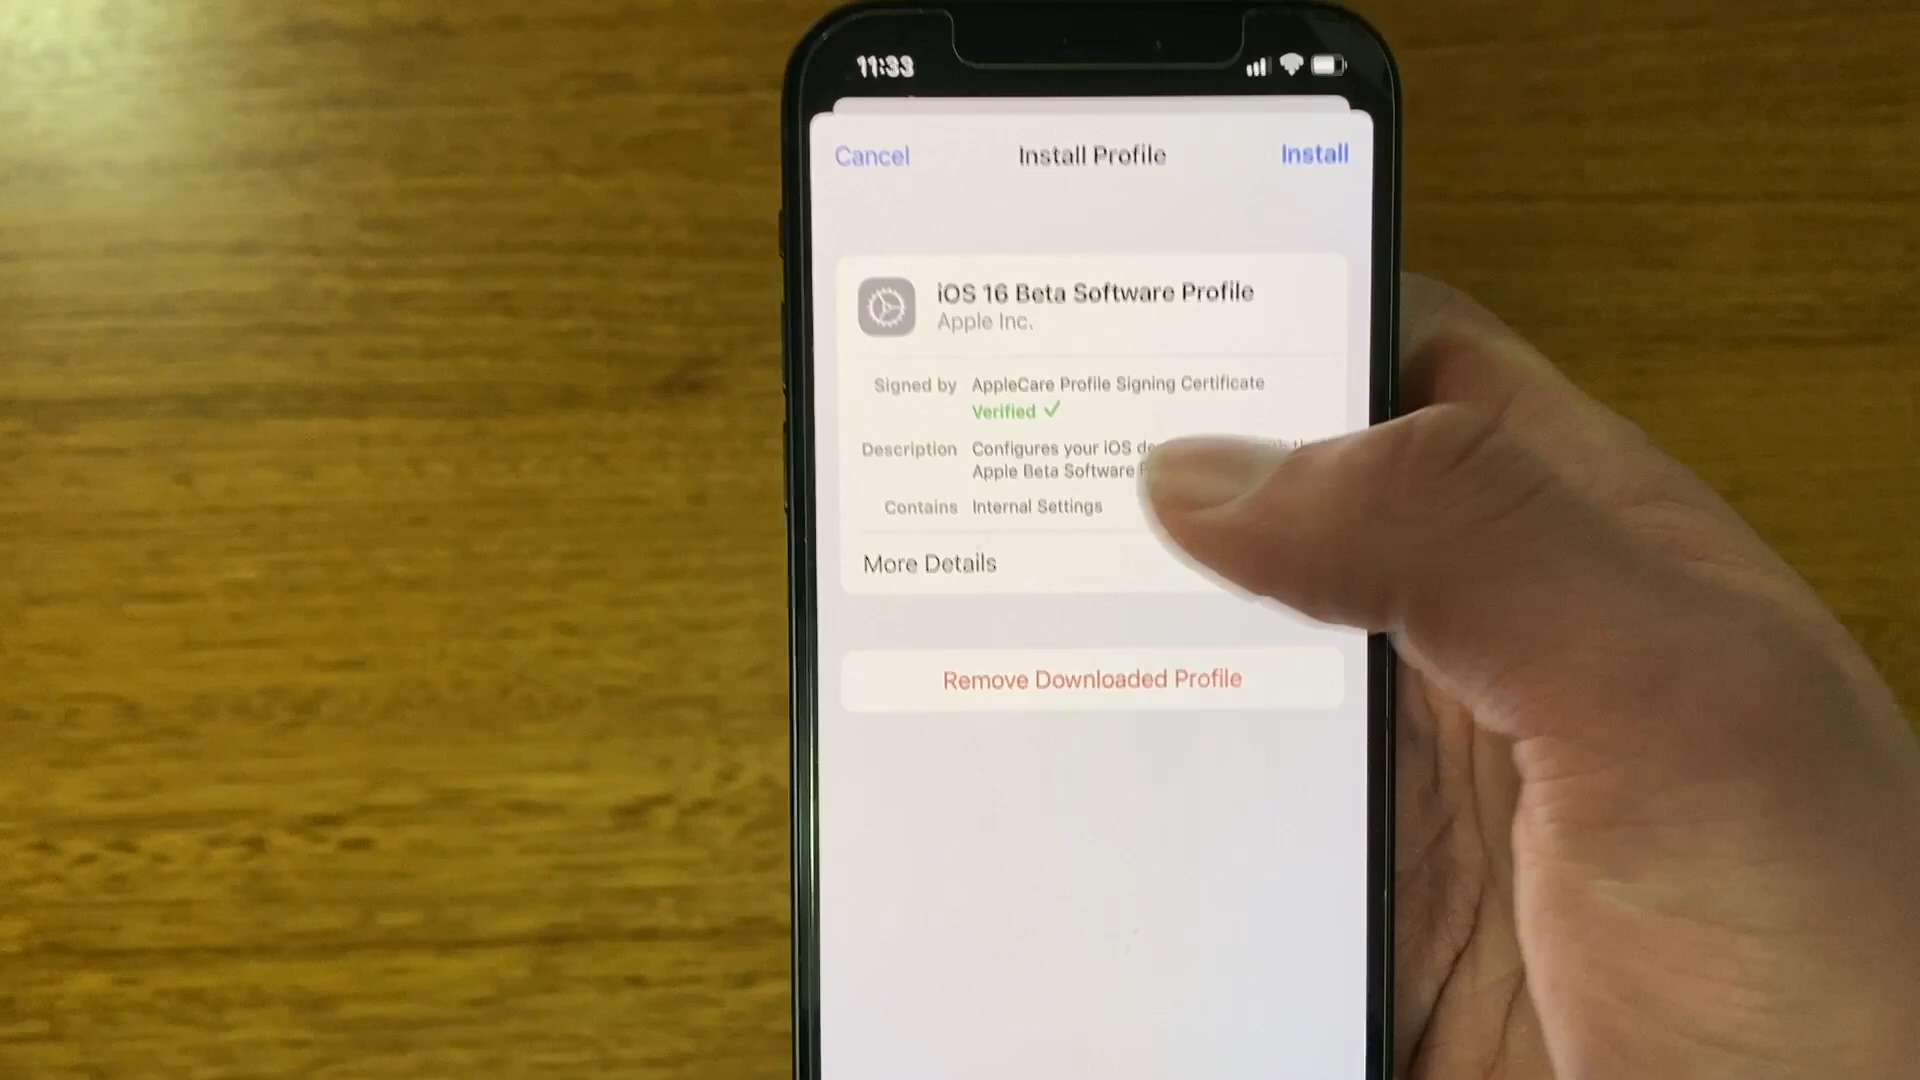 11:33
Cancel Install Profile Install
iOS 16 Beta Software Profile
Apple Inc.
Signed by AppleCare Profile Signing Certificate
Verified ✓
Description Configures your iOS
Apple Beta Software
Contains Internal Settings
More Details
Remove Downloaded Profile